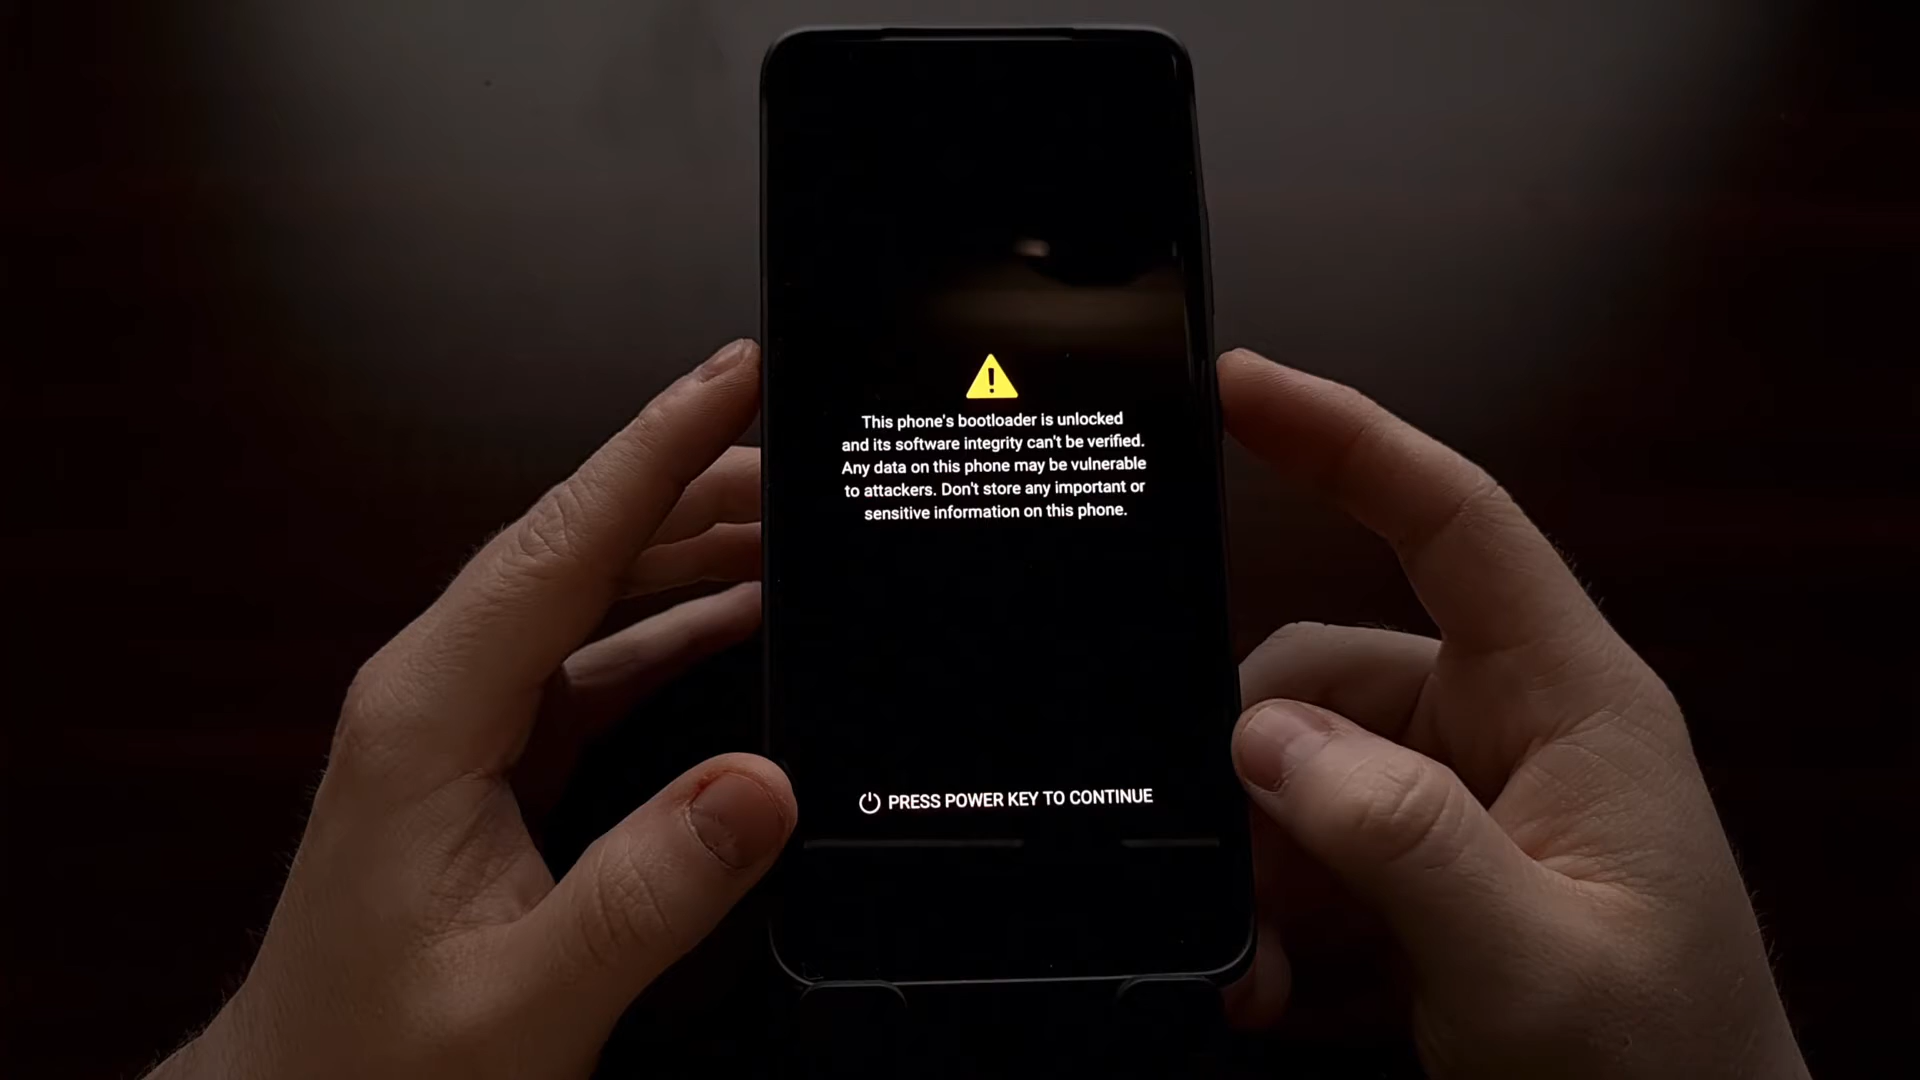 This phone's bootloader is unlocked
and its software integrity can't be verified.
Any data on this phone may be vulnerable
to attackers. Don't store any important or
sensitive information on this phone.
PRESS POWER KEY TO CONTINUE